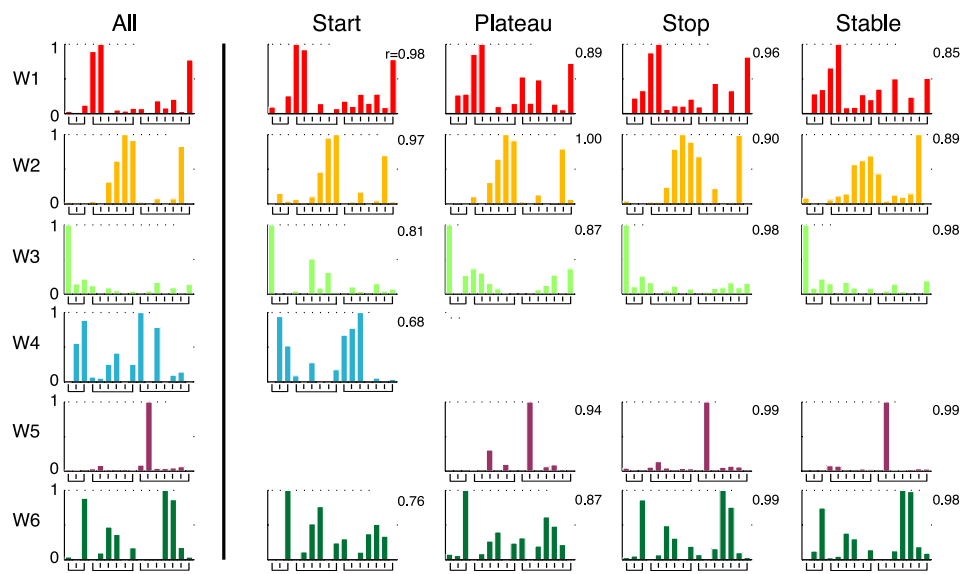 All Start Plateau Stop Stable
W1 1 0 r=0.98 0.89 0.96 0.85
W2 1 0 0.97 1.00 0.90 0.89
W3 1 0 0.81 0.87 0.98 0.98
W4 1 0 0.68
W5 1 0 0.94 0.99 0.99
W6 1 0 0.76 0.87 0.99 0.98